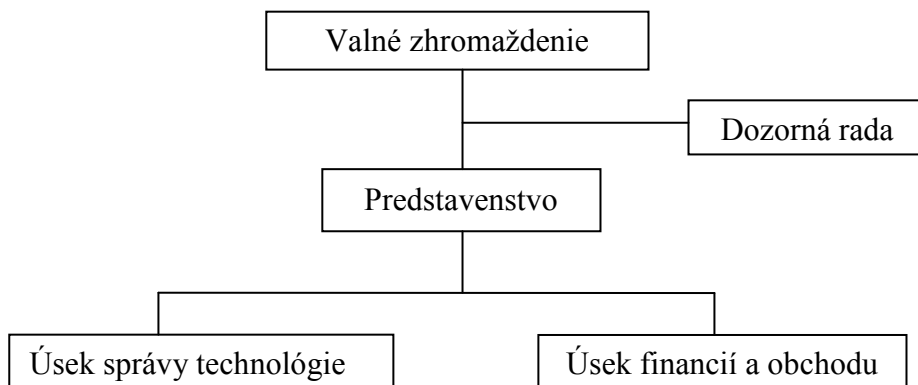 Valné zhromaždenie
Dozorná rada
Predstavenstvo
Úsek správy technológie
Úsek financií a obchodu